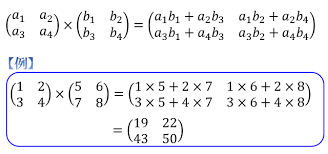 (a₁ a₂
a₃ a₄) × (b₁ b₂
b₃ b₄) = (a₁b₁ + a₂b₃ a₁b₂ + a₂b₄
a₃b₁ + a₄b₃ a₃b₂ + a₄b₄)
【例】
(1 2
3 4) × (5 6
7 8) = (1 × 5 + 2 × 7 1 × 6 + 2 × 8
3 × 5 + 4 × 7 3 × 6 + 4 × 8)
= (19 22
43 50)